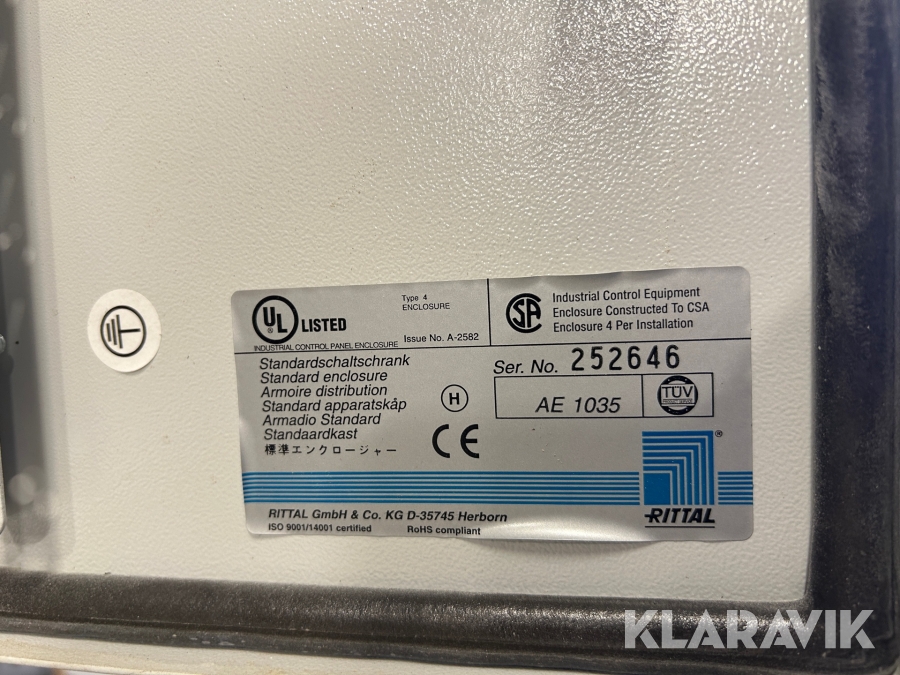 UL
®
LISTED
INDUSTRIAL CONTROL PANEL ENCLOSURE
Type 4
ENCLOSURE
Issue No. A-2582
SA
Industrial Control Equipment
Enclosure Constructed To CSA
Enclosure 4 Per Installation
Standardschaltschrank
Standard enclosure
Armoire distribution
Standard apparatskåp
Armadio Standard
Standaardkast
標準エンクロージャー
H
CE
Ser. No. 252646
AE 1035
TÜV
®
RITTAL
RITTAL GmbH & Co. KG D-35745 Herborn
ISO 9001/14001 certified RoHS compliant
KLARAVIK